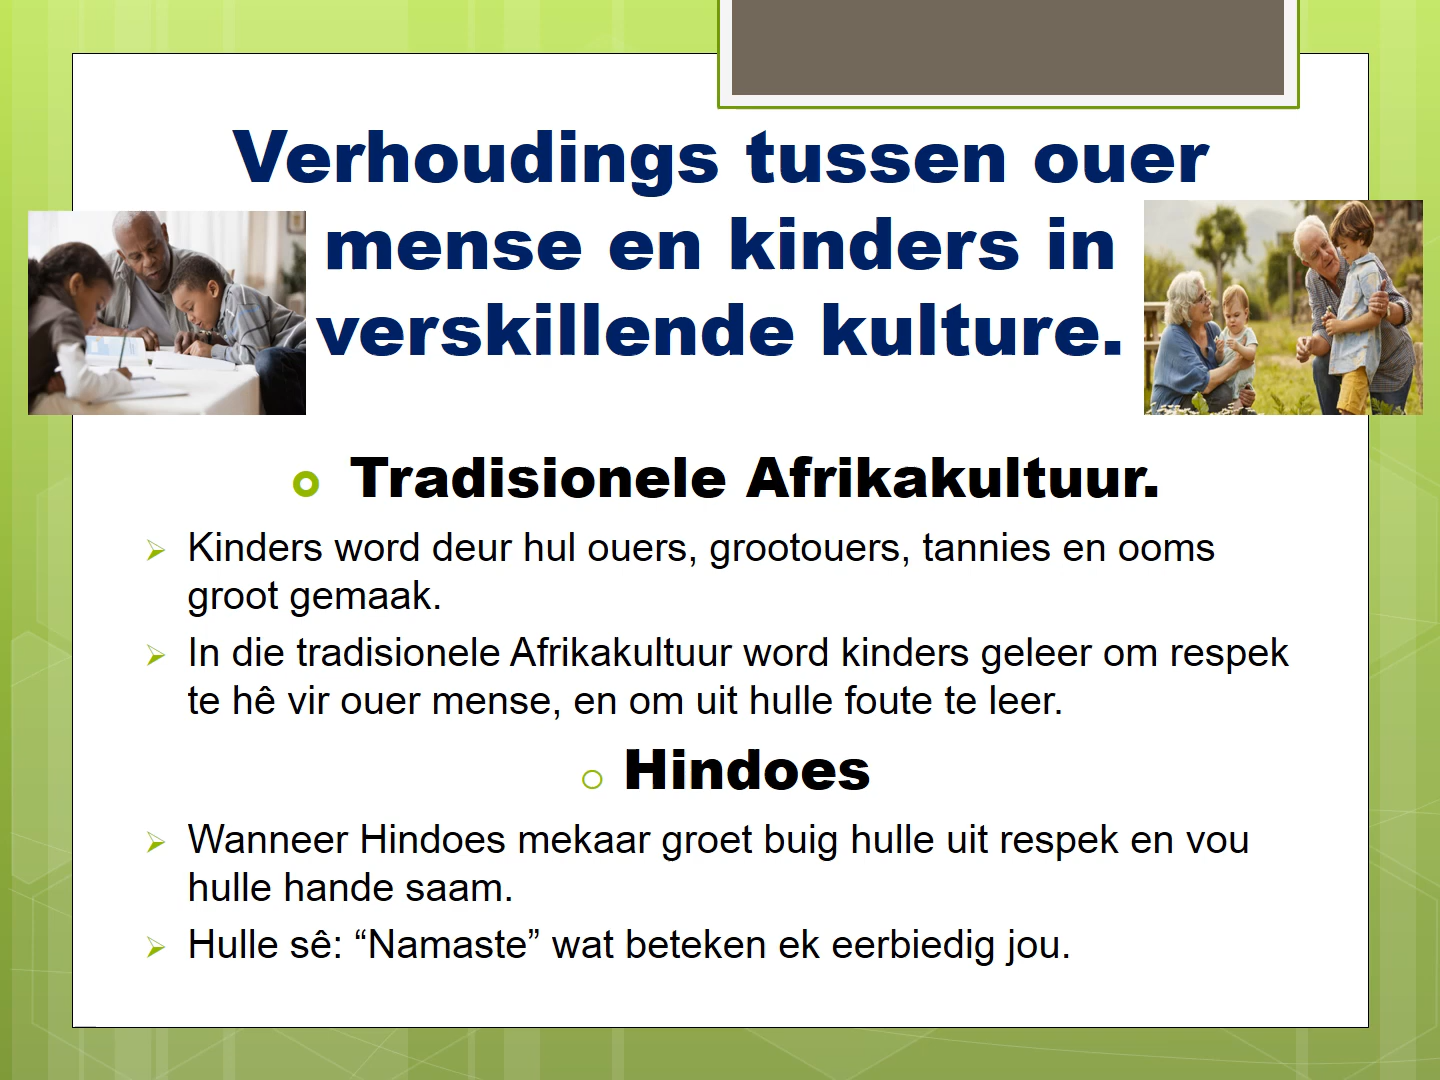 Verhoudings tussen ouer
mense en kinders in
verskillende kulture.
Tradisionele Afrikakultuur.
Kinders word deur hul ouers, grootouers, tannies en ooms
groot gemaak.
In die tradisionele Afrikakultuur word kinders geleer om respek
te hê vir ouer mense, en om uit hulle foute te leer.
Hindoes
Wanneer Hindoes mekaar groet buig hulle uit respek en vou
hulle hande saam.
Hulle sê: “Namaste” wat beteken ek eerbiedig jou.